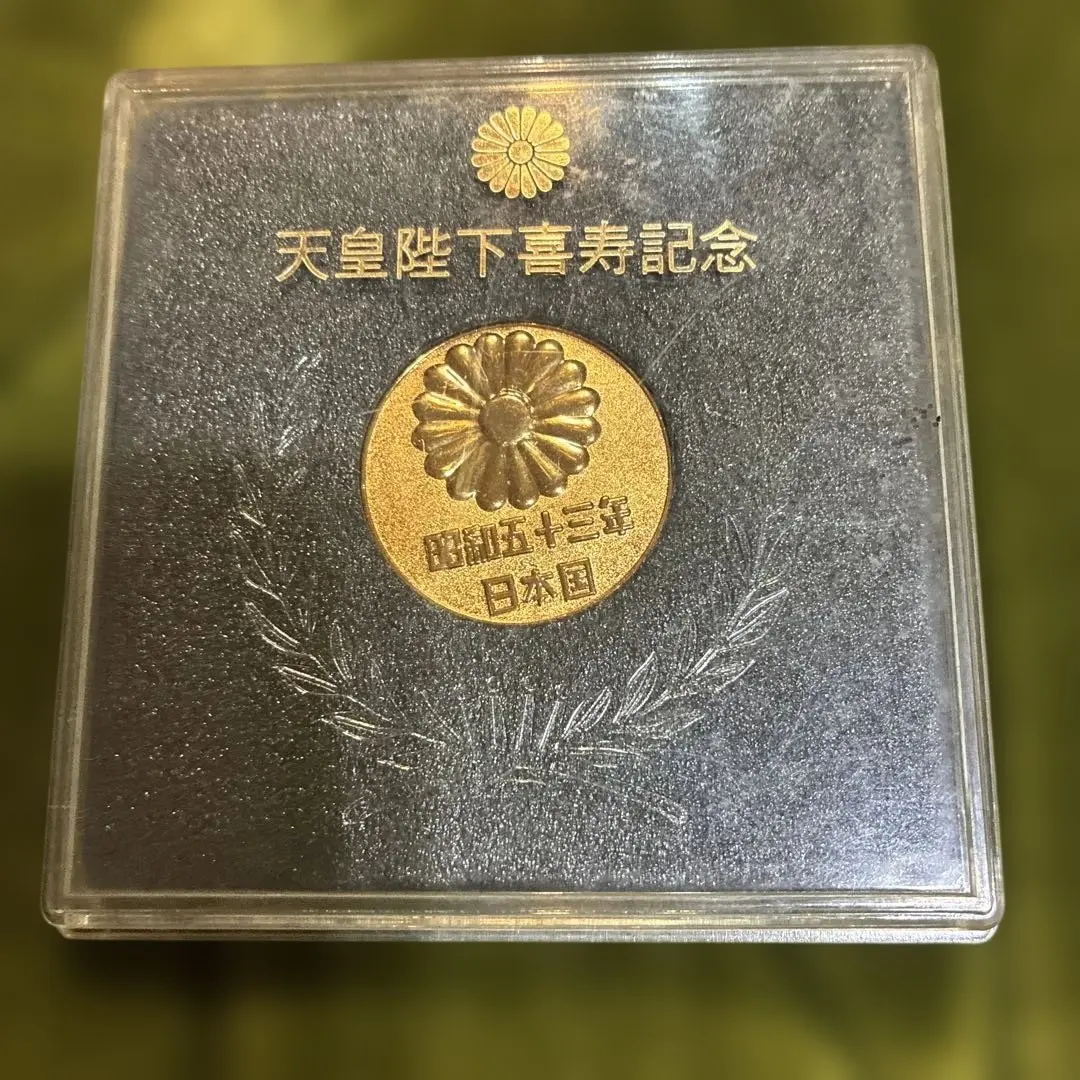 天皇陛下喜寿記念
昭和五十三年
日本国